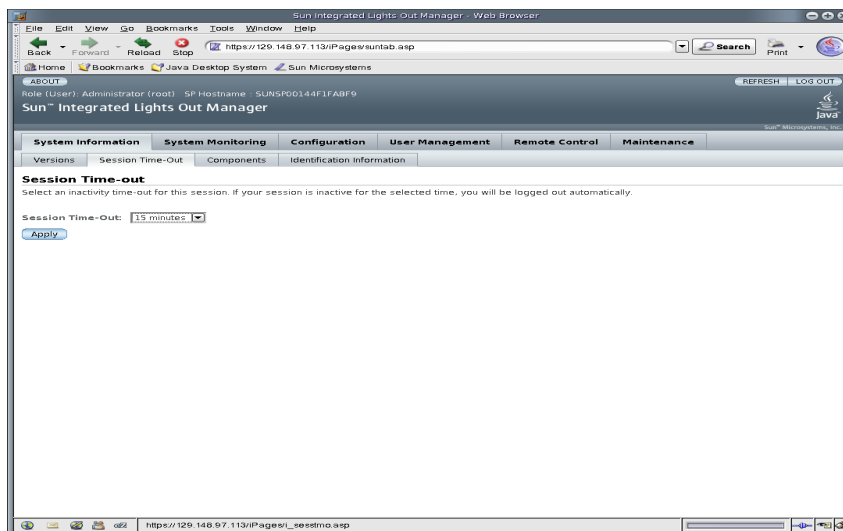 Sun Integrated Lights Out Manager - Web Browser
File Edit View Go Bookmarks Tools Window Help
Back Forward Reload Stop https://129.148.97.113/iPages/suntab.asp Search Print
Home Bookmarks Java Desktop System Sun Microsystems
ABOUT REFRESH LOG OUT
Role (User): Administrator (root) SP Hostname : SUNSP00144F1FABF9
Sun™ Integrated Lights Out Manager
Java
Sun™ Microsystems, Inc.
System Information System Monitoring Configuration User Management Remote Control Maintenance
Versions Session Time-Out Components Identification Information
Session Time-out
Select an inactivity time-out for this session. If your session is inactive for the selected time, you will be logged out automatically.
Session Time-Out: 15 minutes
Apply
https://129.148.97.113/iPages/i_sesstmo.asp